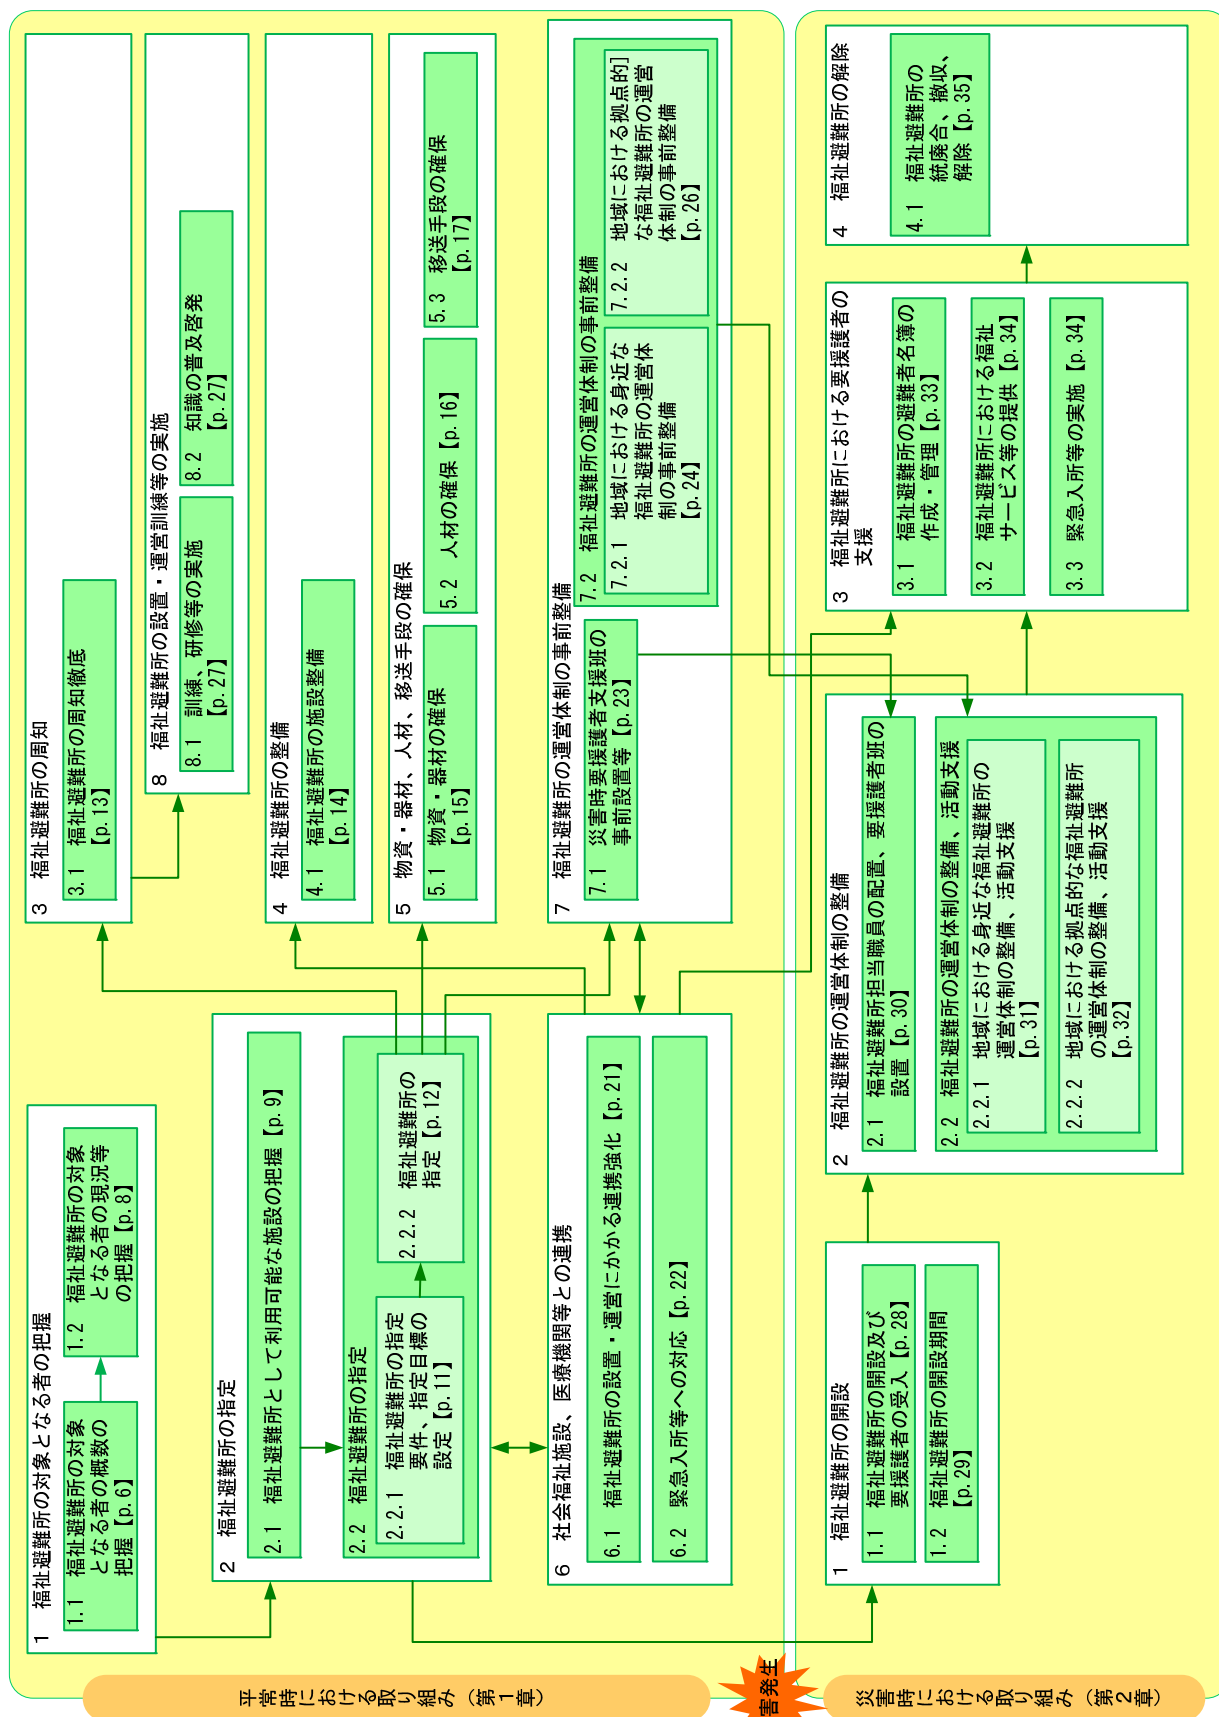 平常時における取り組み（第１章）
１　福祉避難所の対象となる者の把握
1.1　福祉避難所の対象
となる者の概数の
把握【p.6】
1.2　福祉避難所の対象
となる者の現況等
の把握【p.8】
２　福祉避難所の指定
2.1　福祉避難所として利用可能な施設の把握【p.9】
2.2　福祉避難所の指定
2.2.1　福祉避難所の指定
要件、指定目標の
設定【p.11】
2.2.2　福祉避難所の
指定【p.12】
３　福祉避難所の周知
3.1　福祉避難所の周知徹底
【p.13】
８　福祉避難所の設置・運営訓練等の実施
8.1　訓練、研修等の実施
【p.27】
8.2　知識の普及啓発
【p.27】
４　福祉避難所の整備
4.1　福祉避難所の施設整備
【p.14】
５　物資・器材、人材、移送手段の確保
5.1　物資・器材の確保
【p.15】
5.2　人材の確保【p.16】
5.3　移送手段の確保
【p.17】
６　社会福祉施設、医療機関等との連携
6.1　福祉避難所の設置・運営にかかる連携強化【p.21】
6.2　緊急入所等への対応【p.22】
７　福祉避難所の運営体制の事前整備
7.1　災害時要援護者支援班の
事前設置等【p.23】
7.2　福祉避難所の運営体制の事前整備
7.2.1　地域における身近な
福祉避難所の運営体
制の事前整備
【p.24】
7.2.2　地域における拠点的]
な福祉避難所の運営
体制の事前整備
【p.26】
害発生
災害時における取り組み（第２章）
１　福祉避難所の開設
1.1　福祉避難所の開設及び
要援護者の受入【p.28】
1.2　福祉避難所の開設期間
【p.29】
２　福祉避難所の運営体制の整備
2.1　福祉避難所担当職員の配置、要援護者班の
設置【p.30】
2.2　福祉避難所の運営体制の整備、活動支援
2.2.1　地域における身近な福祉避難所の
運営体制の整備、活動支援
【p.31】
2.2.2　地域における拠点的な福祉避難所
の運営体制の整備、活動支援
【p.32】
３　福祉避難所における要援護者の
支援
3.1　福祉避難所の避難者名簿の
作成・管理【p.33】
3.2　福祉避難所における福祉
サービス等の提供【p.34】
3.3　緊急入所等の実施【p.34】
４　福祉避難所の解除
4.1　福祉避難所の
統廃合、撤収、
解除【p.35】